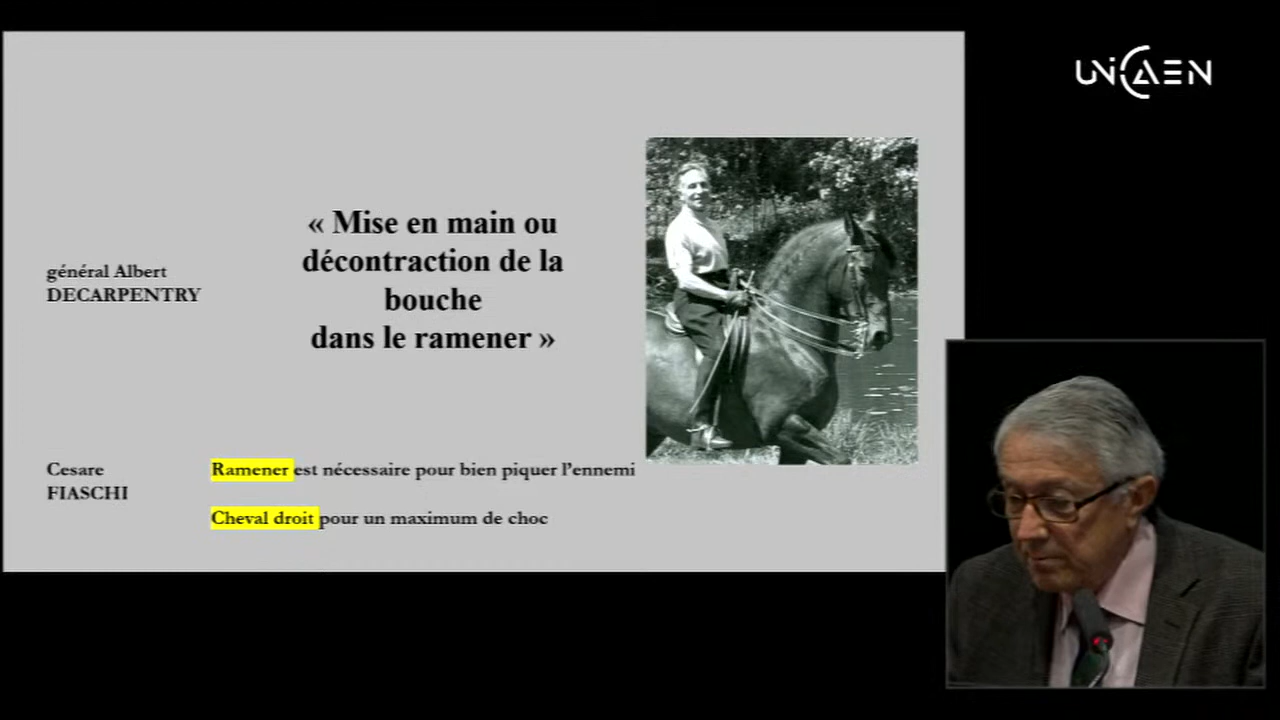 UNICAEN
« Mise en main ou
décontraction de la
bouche
dans le ramener »
général Albert
DECARPENTRY
Cesare
FIASCHI
Ramener est nécessaire pour bien piquer l'ennemi
Cheval droit pour un maximum de choc